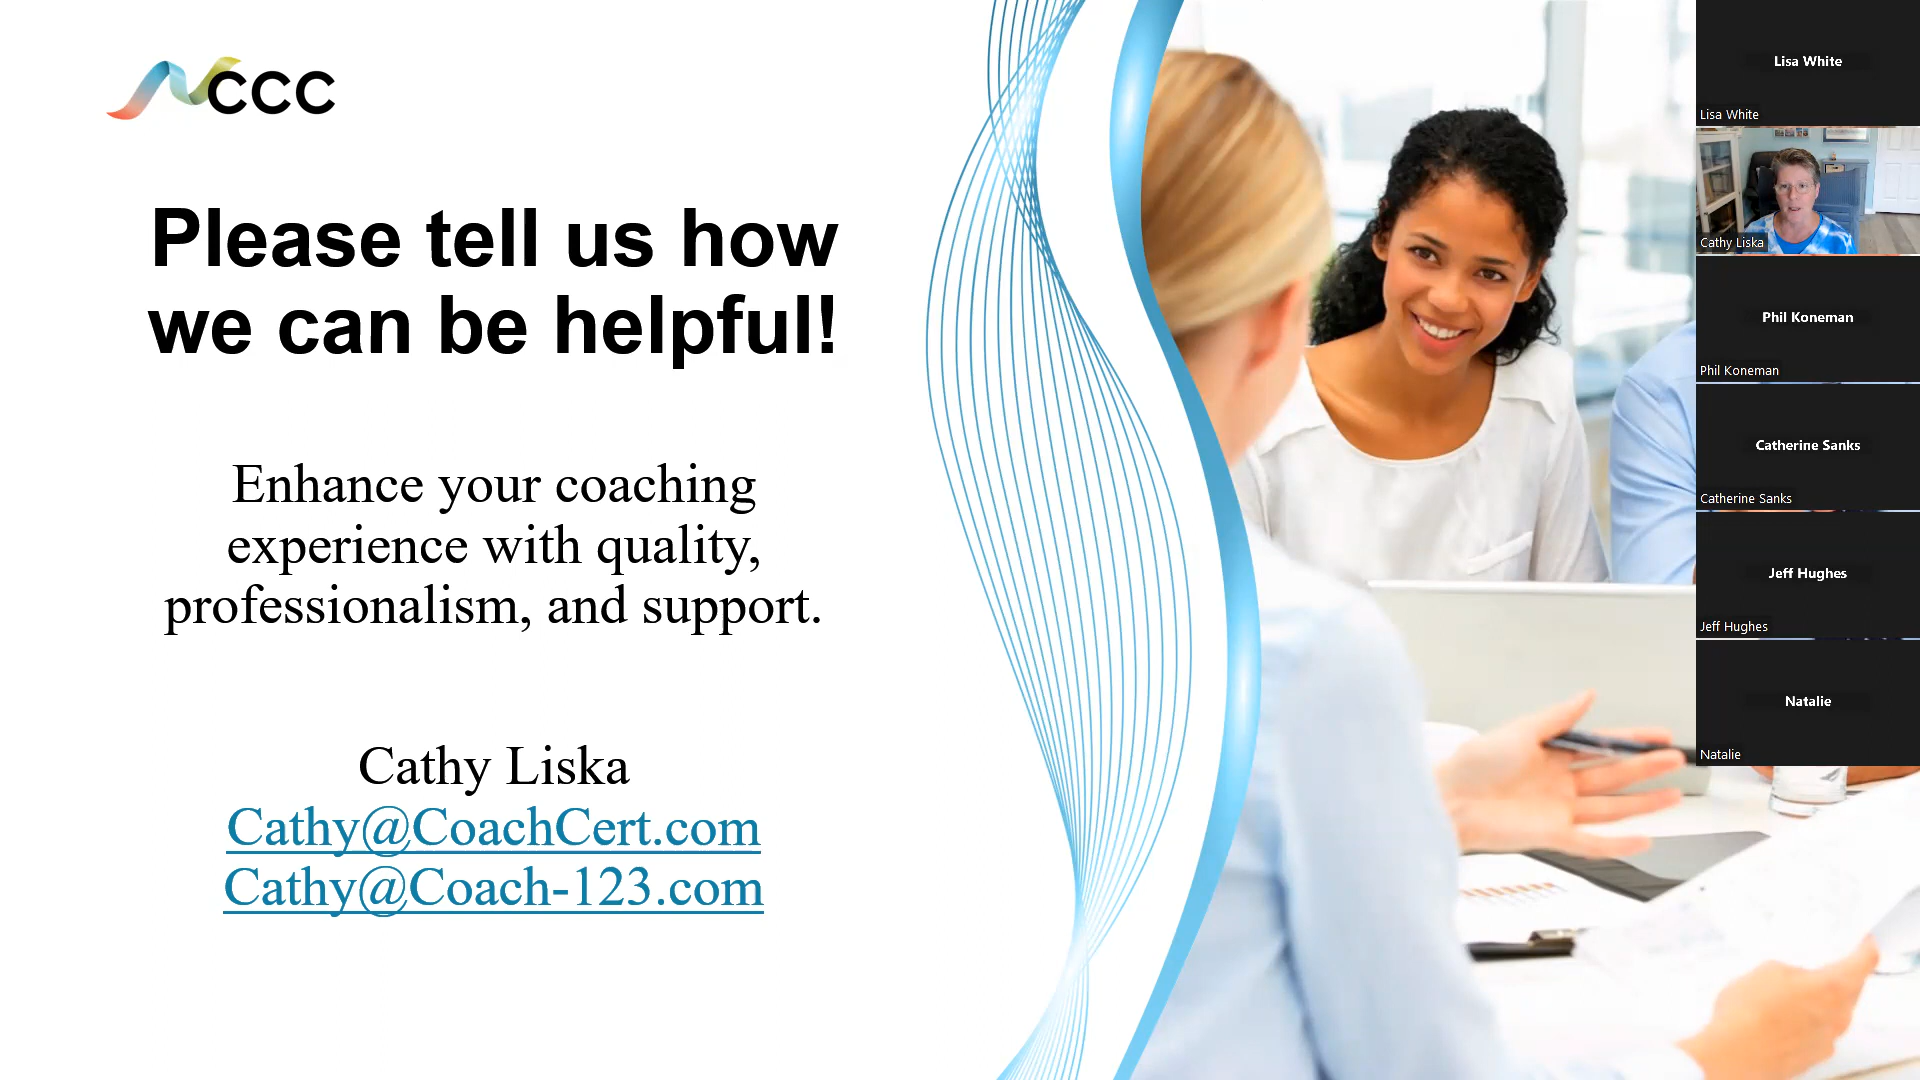 CCC
Please tell us how
we can be helpful!
Enhance your coaching
experience with quality,
professionalism, and support.
Cathy Liska
Cathy@CoachCert.com
Cathy@Coach-123.com
Lisa White
Lisa White
Cathy Liska
Phil Koneman
Phil Koneman
Catherine Sanks
Catherine Sanks
Jeff Hughes
Jeff Hughes
Natalie
Natalie